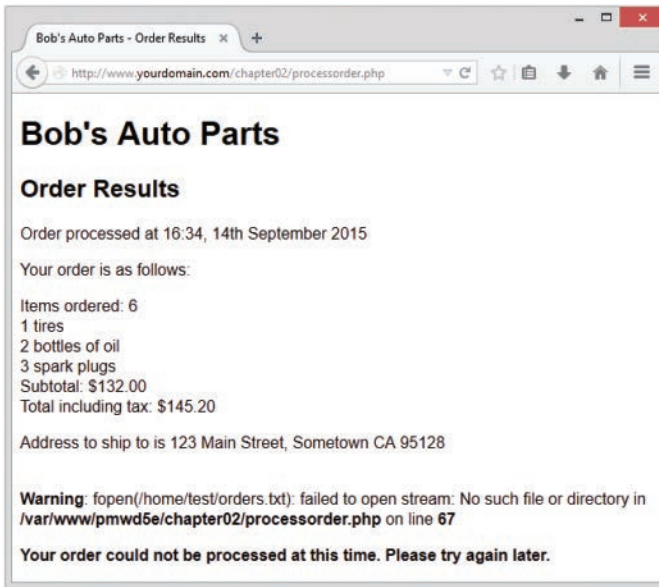 Bob's Auto Parts - Order Results
http://www.yourdomain.com/chapter02/processorder.php
Bob's Auto Parts
Order Results
Order processed at 16:34, 14th September 2015
Your order is as follows:
Items ordered: 6
1 tires
2 bottles of oil
3 spark plugs
Subtotal: $132.00
Total including tax: $145.20
Address to ship to is 123 Main Street, Sometown CA 95128
Warning: fopen(/home/test/orders.txt): failed to open stream: No such file or directory in
/var/www/pmwd5e/chapter02/processorder.php on line 67
Your order could not be processed at this time. Please try again later.